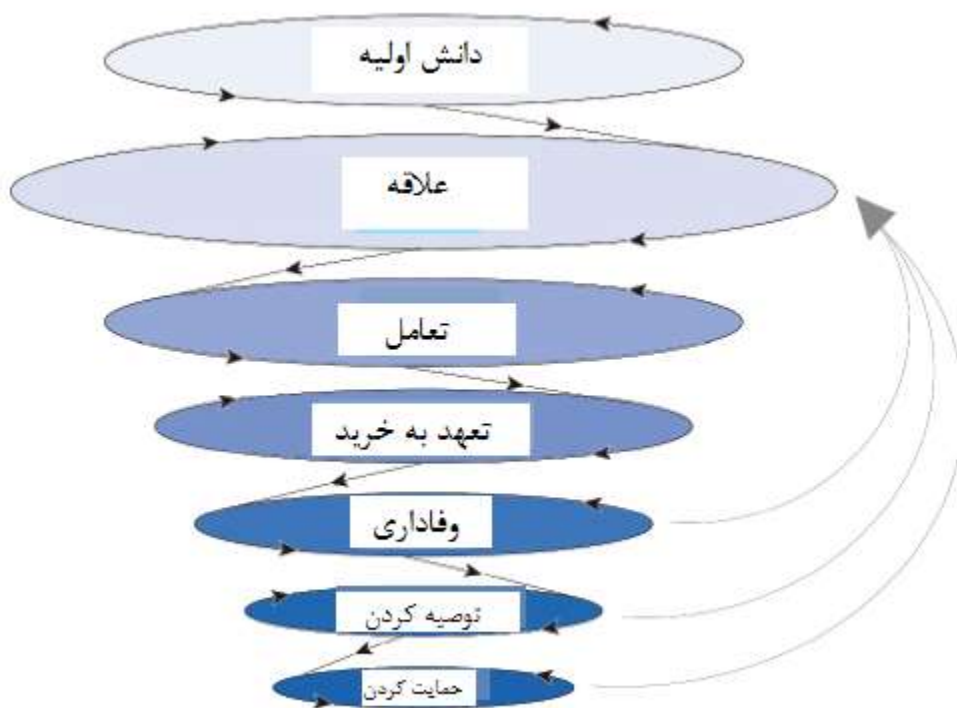 دانش اولیه
علاقه
تعامل
تعهد به خرید
وفاداری
توصیه کردن
حمایت کردن